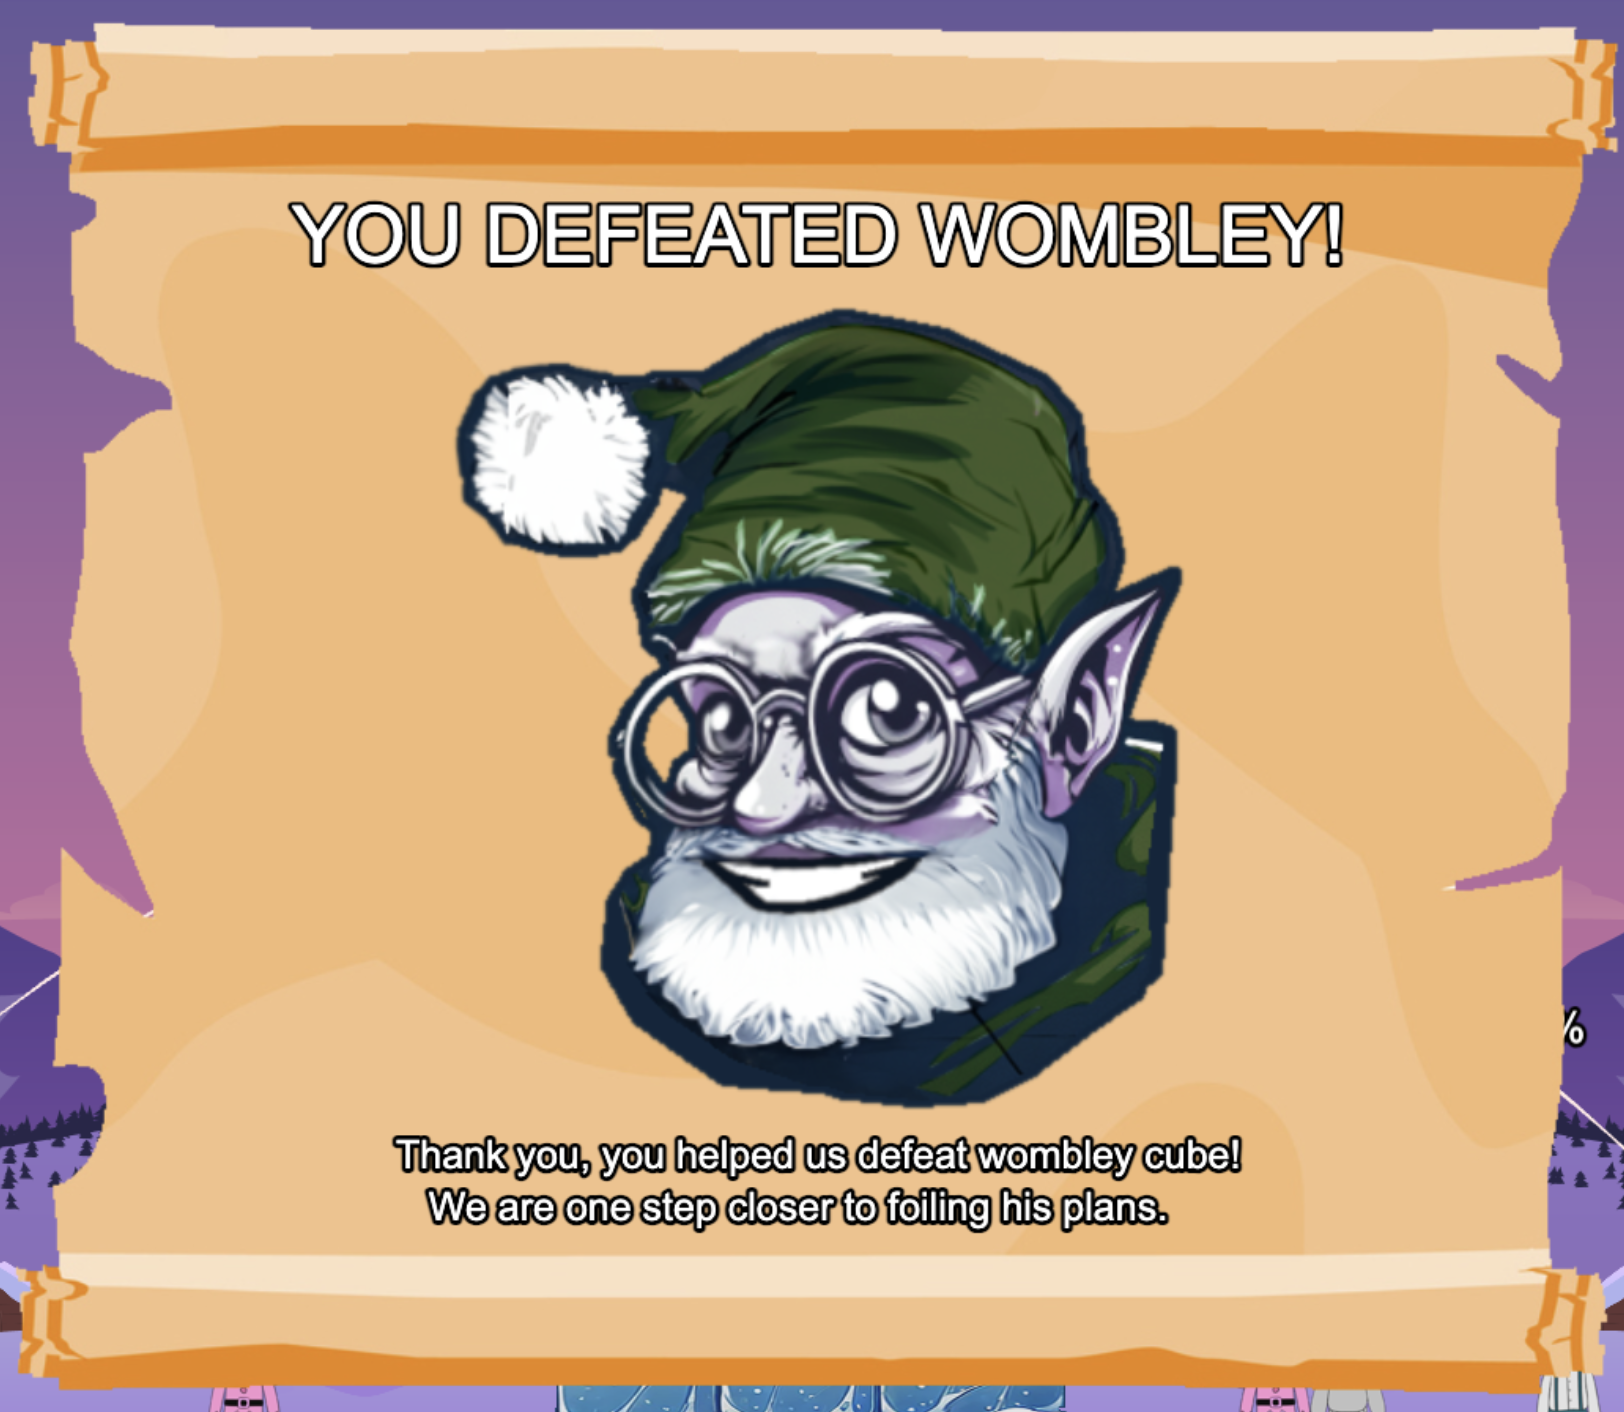 YOU DEFEATED WOMBLEY!
%
Thank you, you helped us defeat wombley cube!
We are one step closer to foiling his plans.